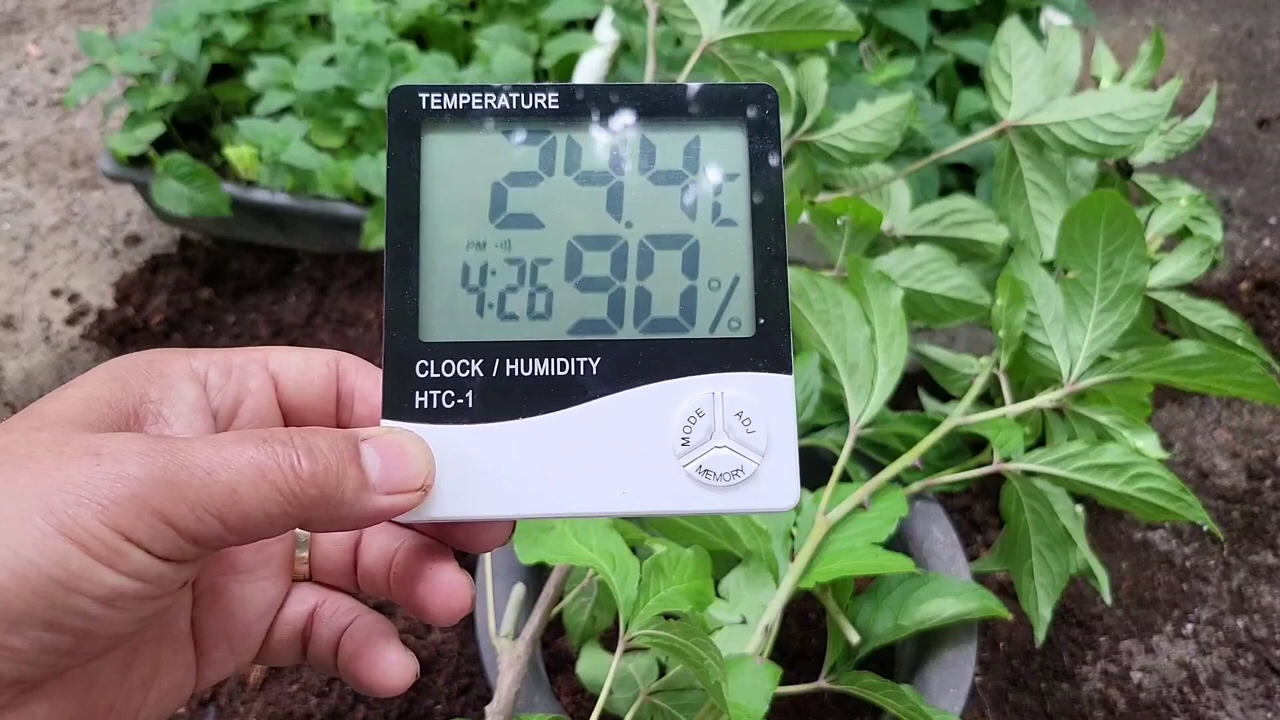 TEMPERATURE
24.4℃
PM
4:26 90%
CLOCK / HUMIDITY
HTC-1
MODE ADJ
MEMORY